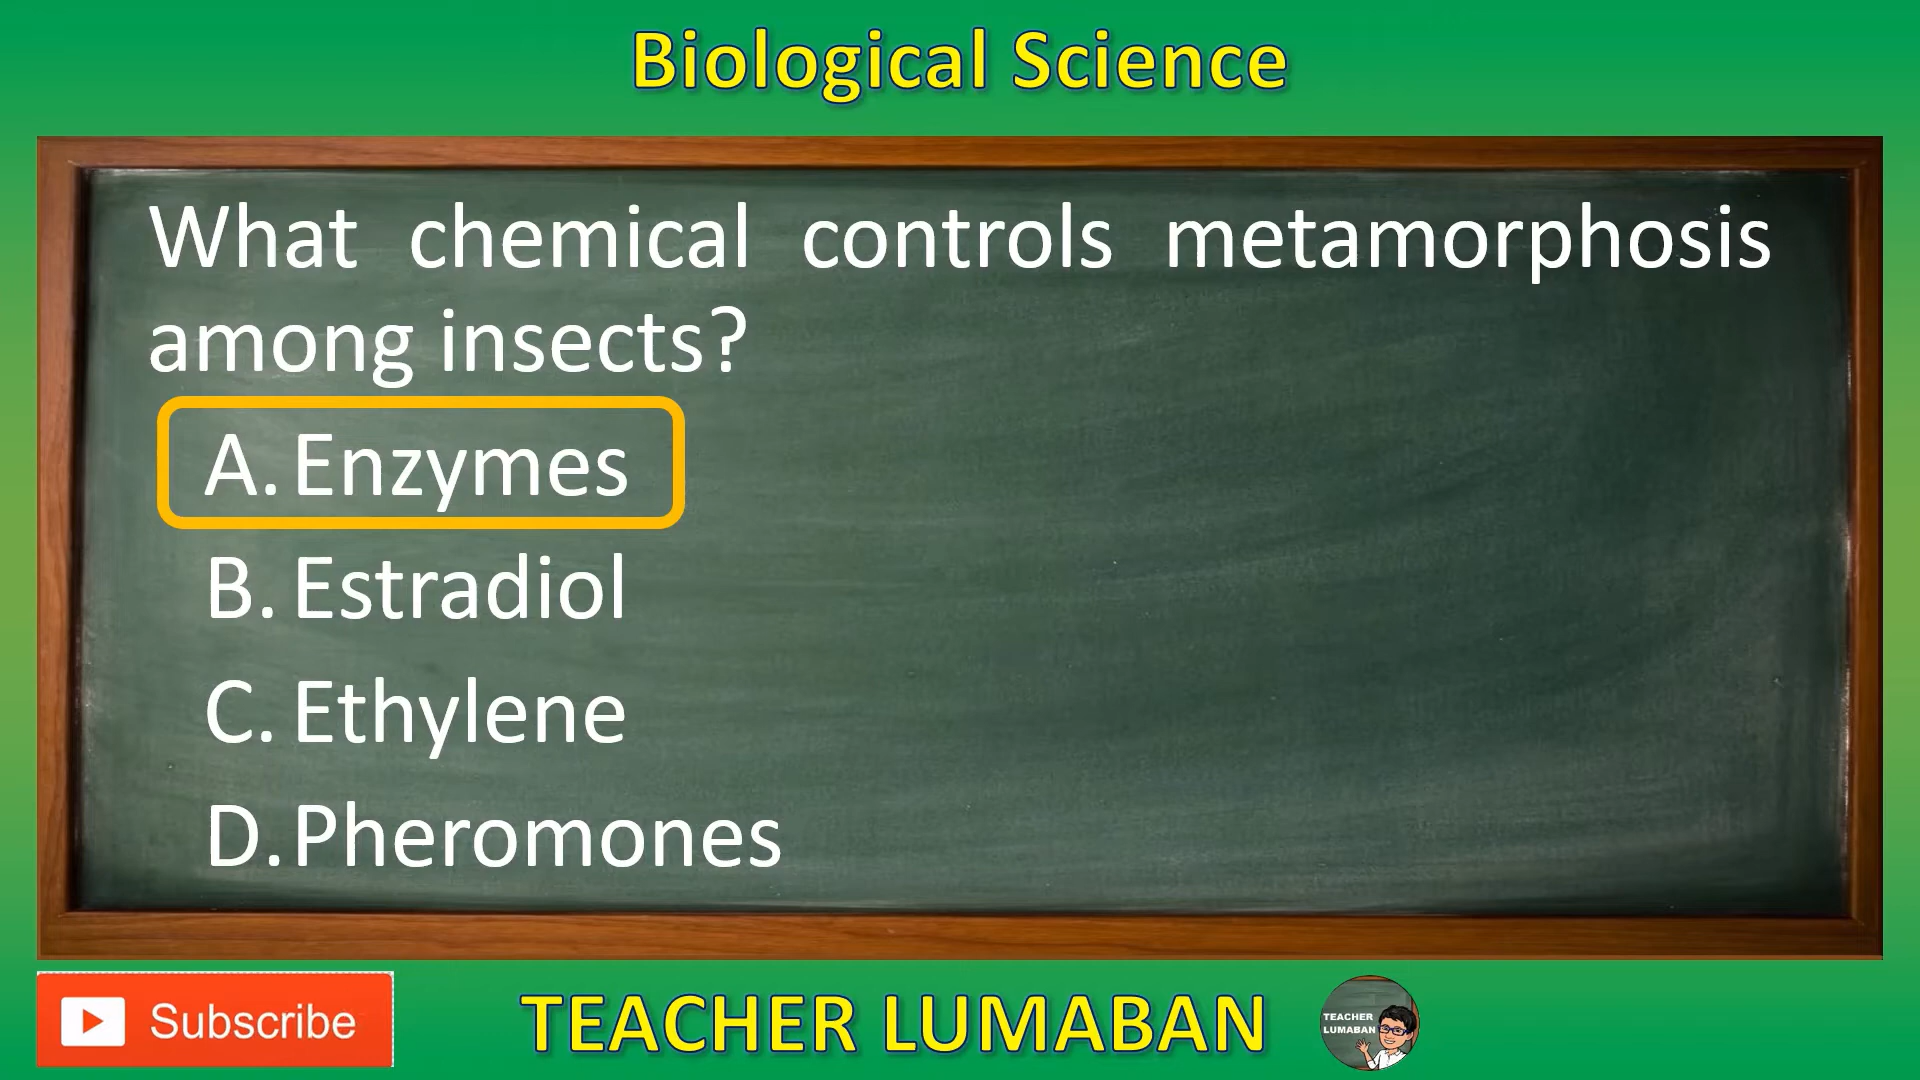 Biological Science
What chemical controls metamorphosis
among insects?
A. Enzymes
B. Estradiol
C. Ethylene
D. Pheromones
Subscribe
TEACHER LUMABAN
TEACHER
LUMABAN